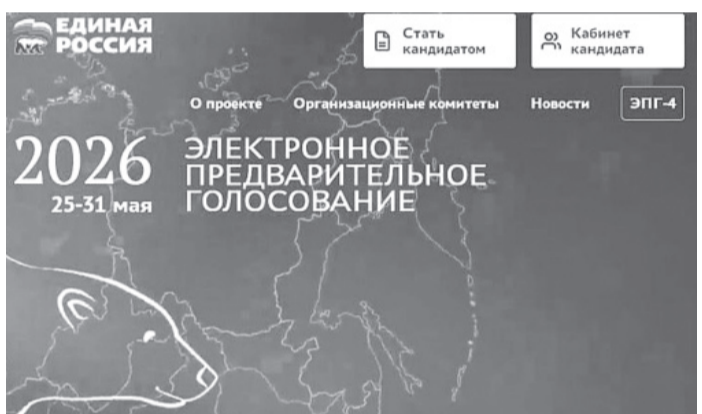 ЕДИНАЯ
РОССИЯ
Стать
кандидатом
Кабинет
кандидата
О проекте Организационные комитеты Новости ЭПГ-4
2026
25-31 мая
ЭЛЕКТРОННОЕ
ПРЕДВАРИТЕЛЬНОЕ
ГОЛОСОВАНИЕ